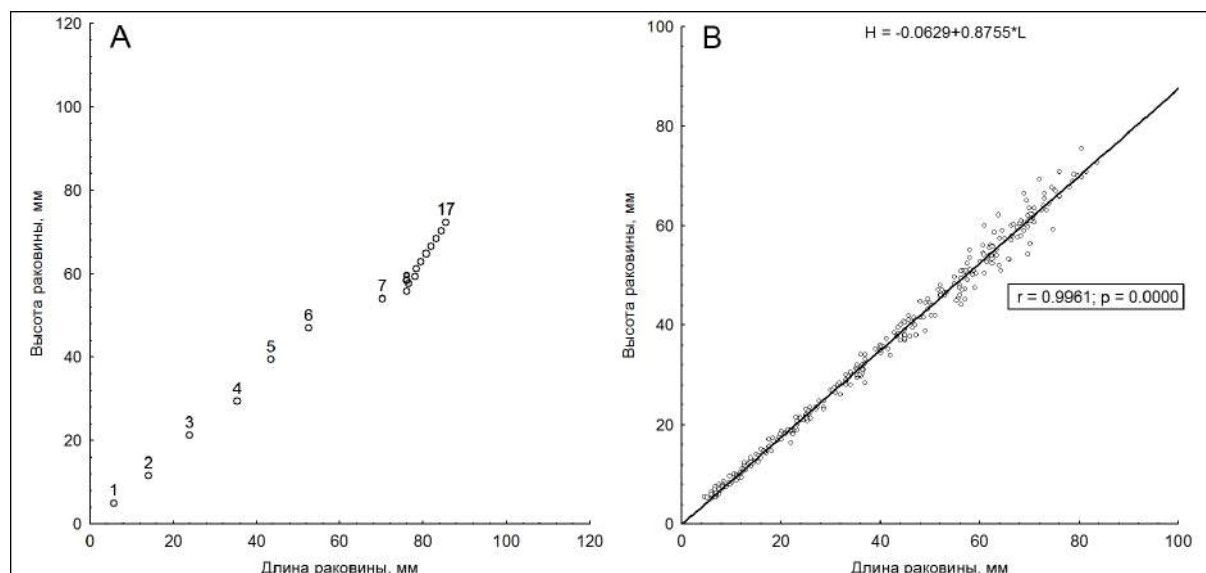 A
120
100
80
60
40
20
0
Высота раковины, мм
1
2
3
4
5
6
7
8
17
0 20 40 60 80 100 120
Длина раковины, мм
B
H = -0.0629+0.8755*L
100
80
60
40
20
0
Высота раковины, мм
r = 0.9961; p = 0.0000
0 20 40 60 80 100
Длина раковины, мм